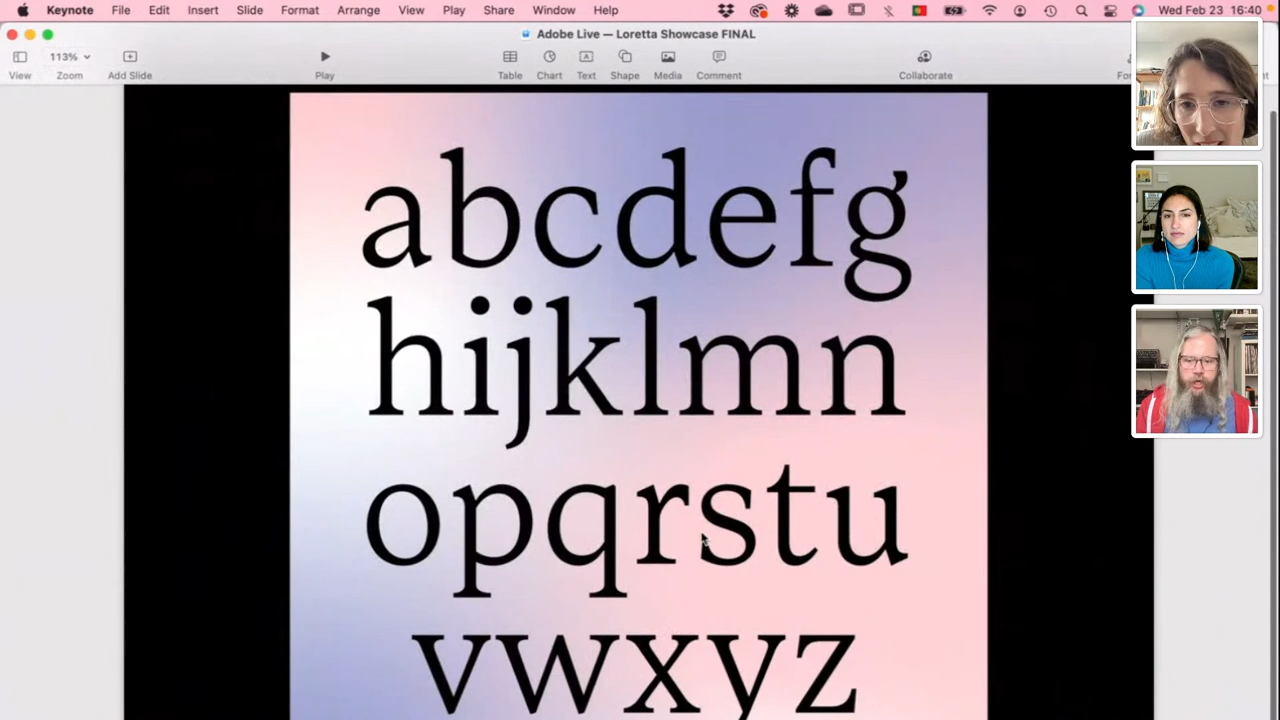 Keynote File Edit Insert Slide Format Arrange View Play Share Window Help Wed Feb 23 16:40
Adobe Live — Loretta Showcase FINAL
113%
View Zoom Add Slide Play Table Chart Text Shape Media Comment Collaborate
abcdefg
hijklmn
opqrstu
vwxyz